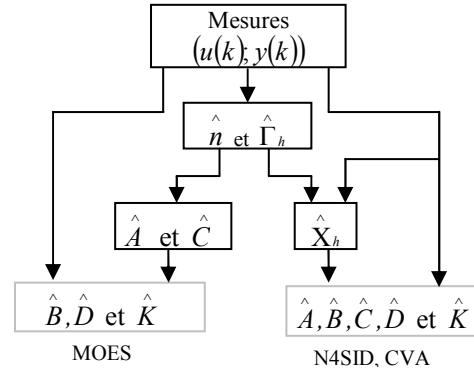 Mesures
(u(k); y(k))
n̂ et Γ̂ₕ
Â et Ĉ
X̂ₕ
B̂, D̂ et K̂
Â, B̂, Ĉ, D̂ et K̂
MOES
N4SID, CVA